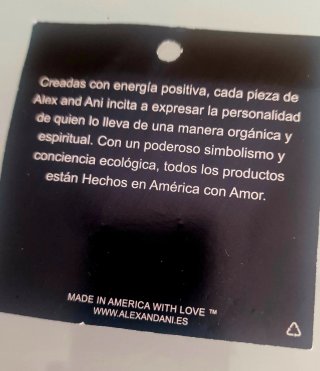 Creadas con energía positiva, cada pieza de
Alex and Ani incita a expresar la personalidad
de quien lo lleva de una manera orgánica y
espiritual. Con un poderoso simbolismo y
conciencia ecológica, todos los productos
están Hechos en América con Amor.
MADE IN AMERICA WITH LOVE ™
WWW.ALEXANDANI.ES